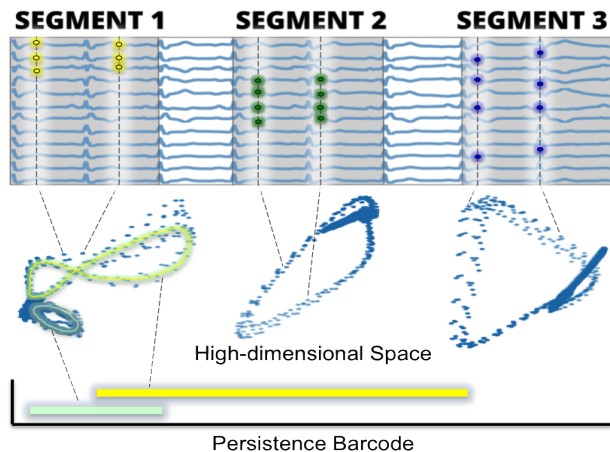 SEGMENT 1 SEGMENT 2 SEGMENT 3
High-dimensional Space
Persistence Barcode